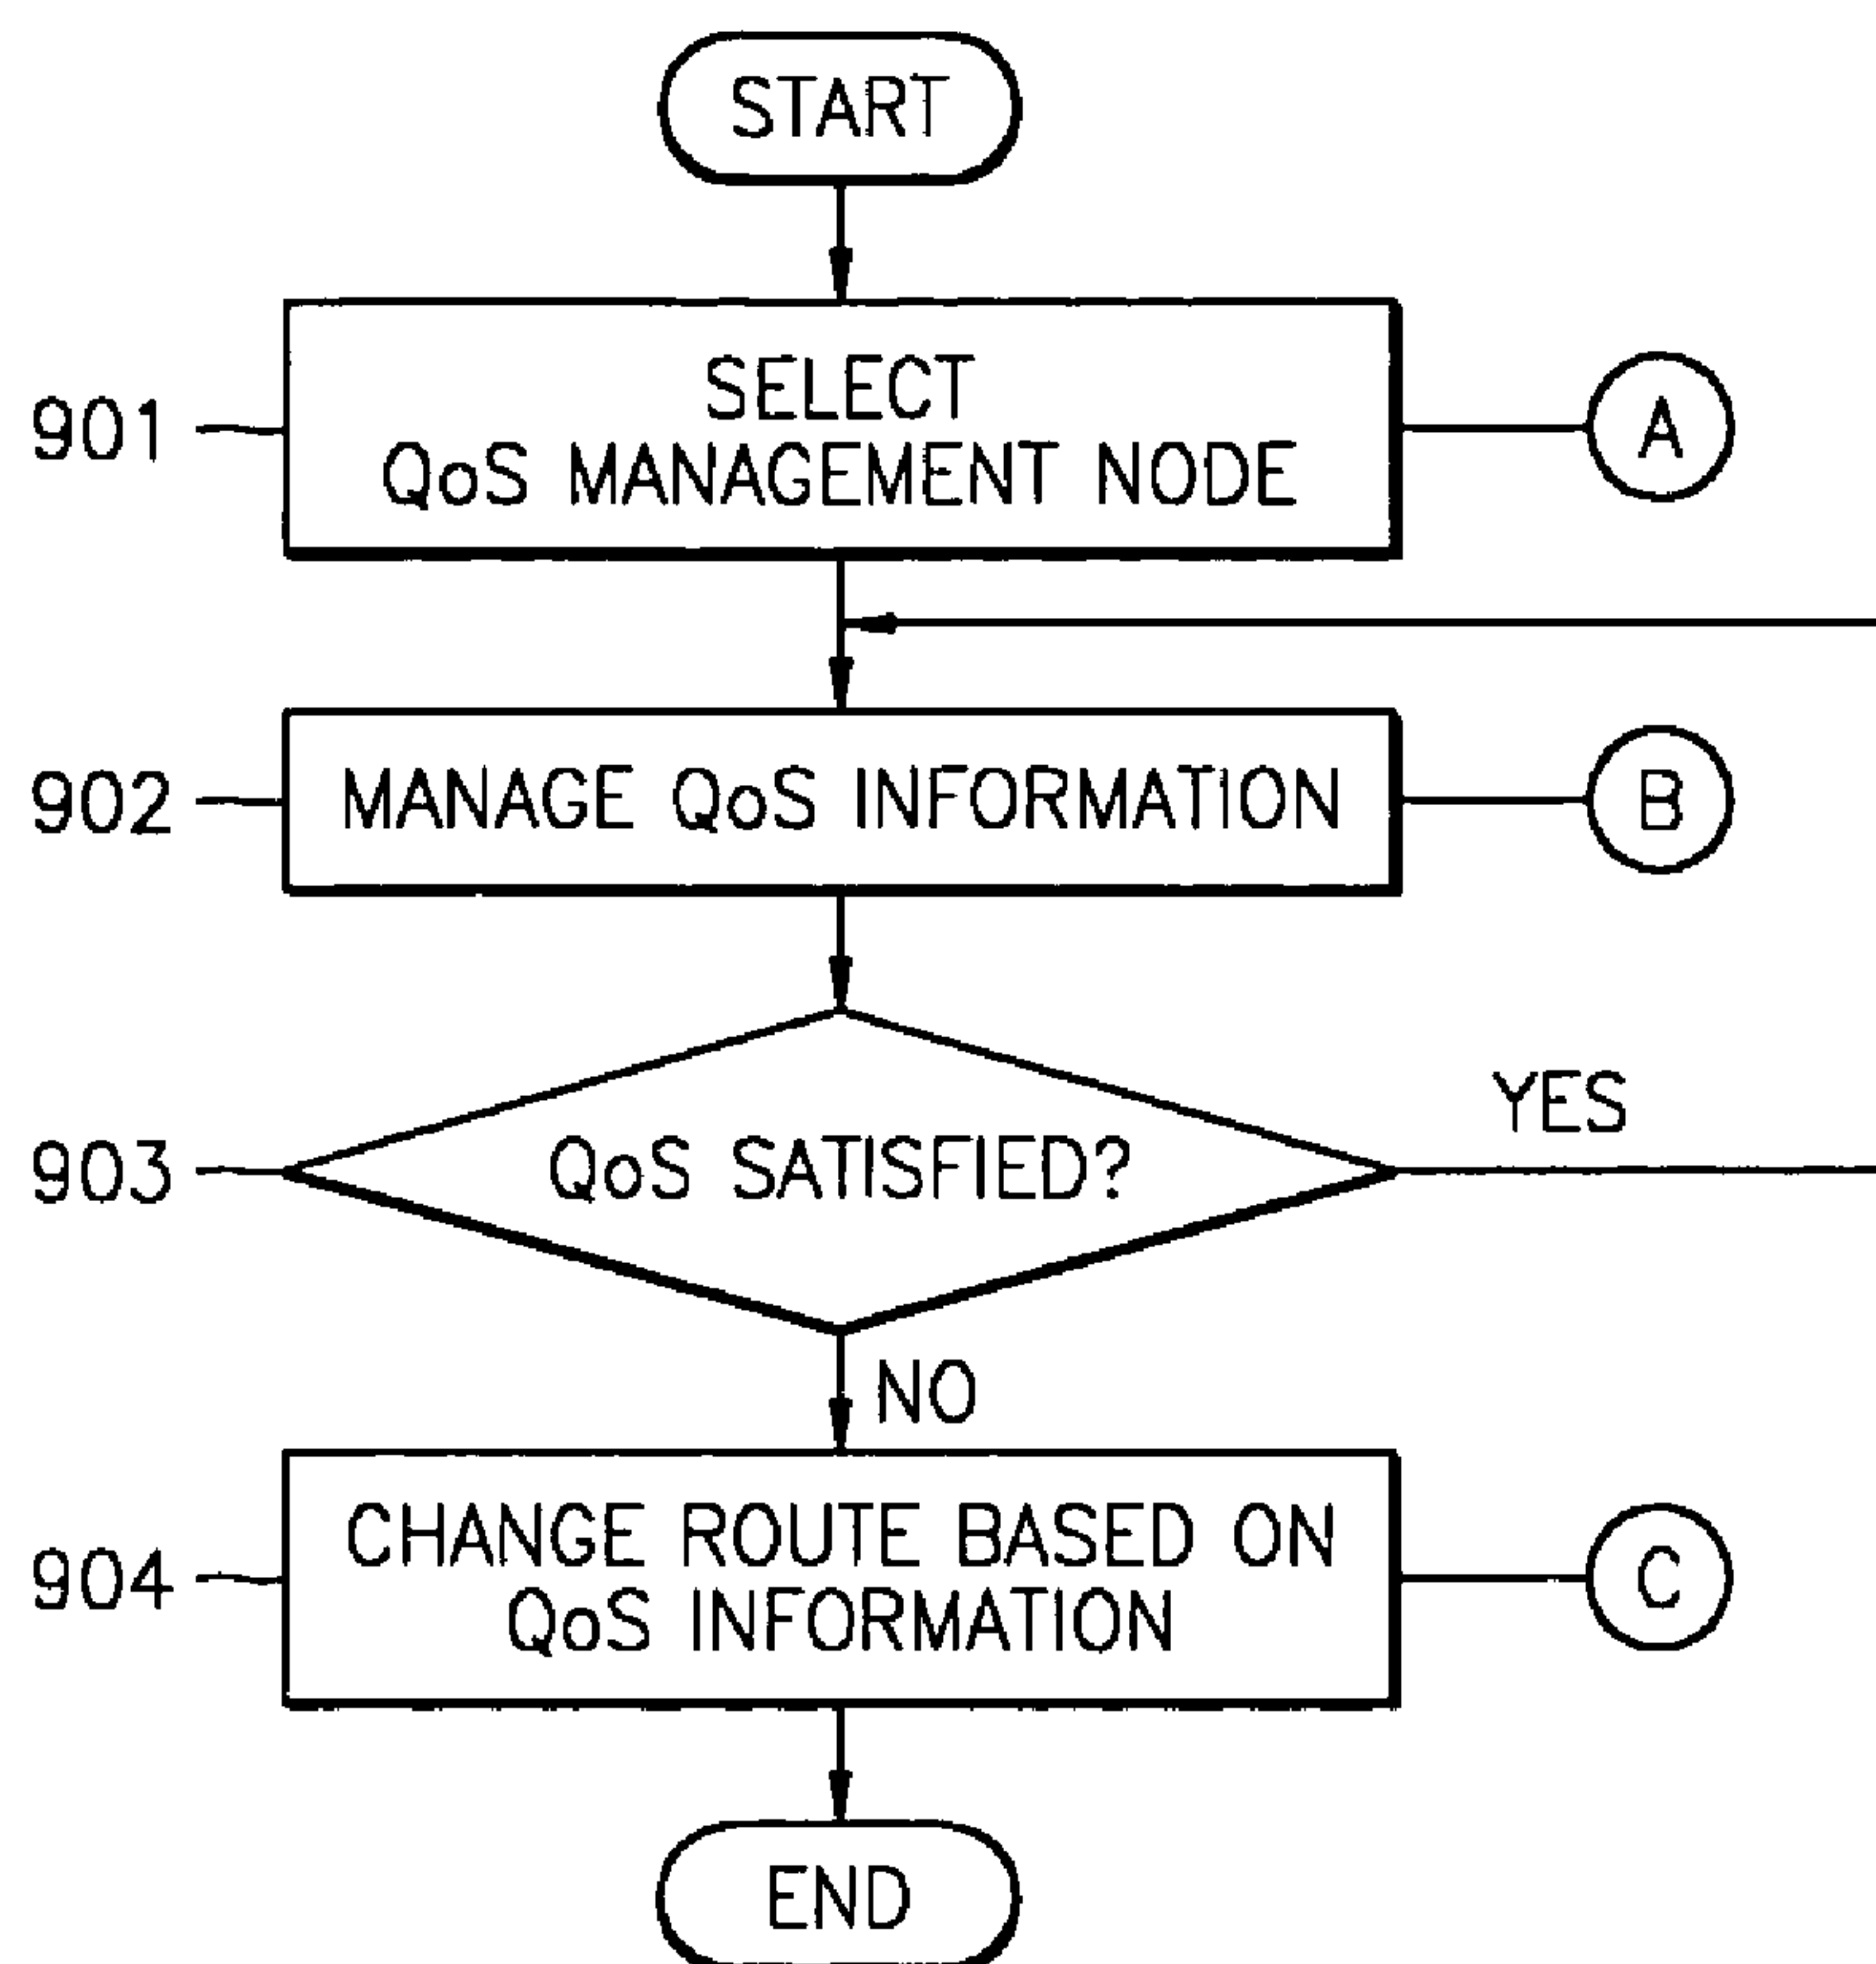 START
901
SELECT
QoS MANAGEMENT NODE
A
902
MANAGE QoS INFORMATION
B
903
QoS SATISFIED?
YES
NO
904
CHANGE ROUTE BASED ON
QoS INFORMATION
C
END